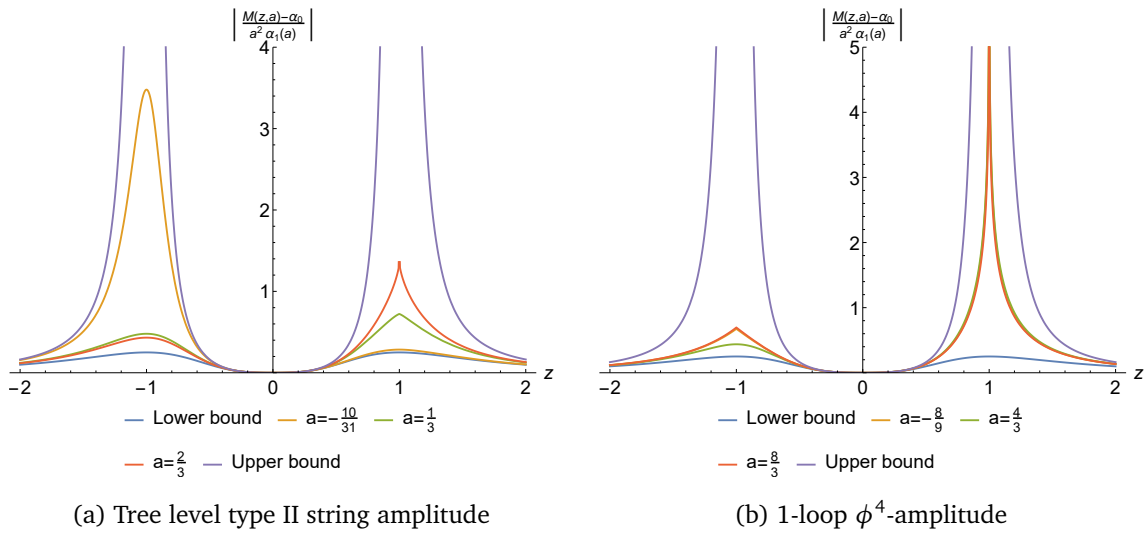 | M(z,a)−α₀ / a² α₁(a) |
4
3
2
1
−2 −1 0 1 2 z
— Lower bound — a=−10/31 — a=1/3
— a=2/3 — Upper bound
(a) Tree level type II string amplitude
| M(z,a)−α₀ / a² α₁(a) |
5
4
3
2
1
−2 −1 0 1 2 z
— Lower bound — a=−8/9 — a=4/3
— a=8/3 — Upper bound
(b) 1-loop ϕ⁴-amplitude